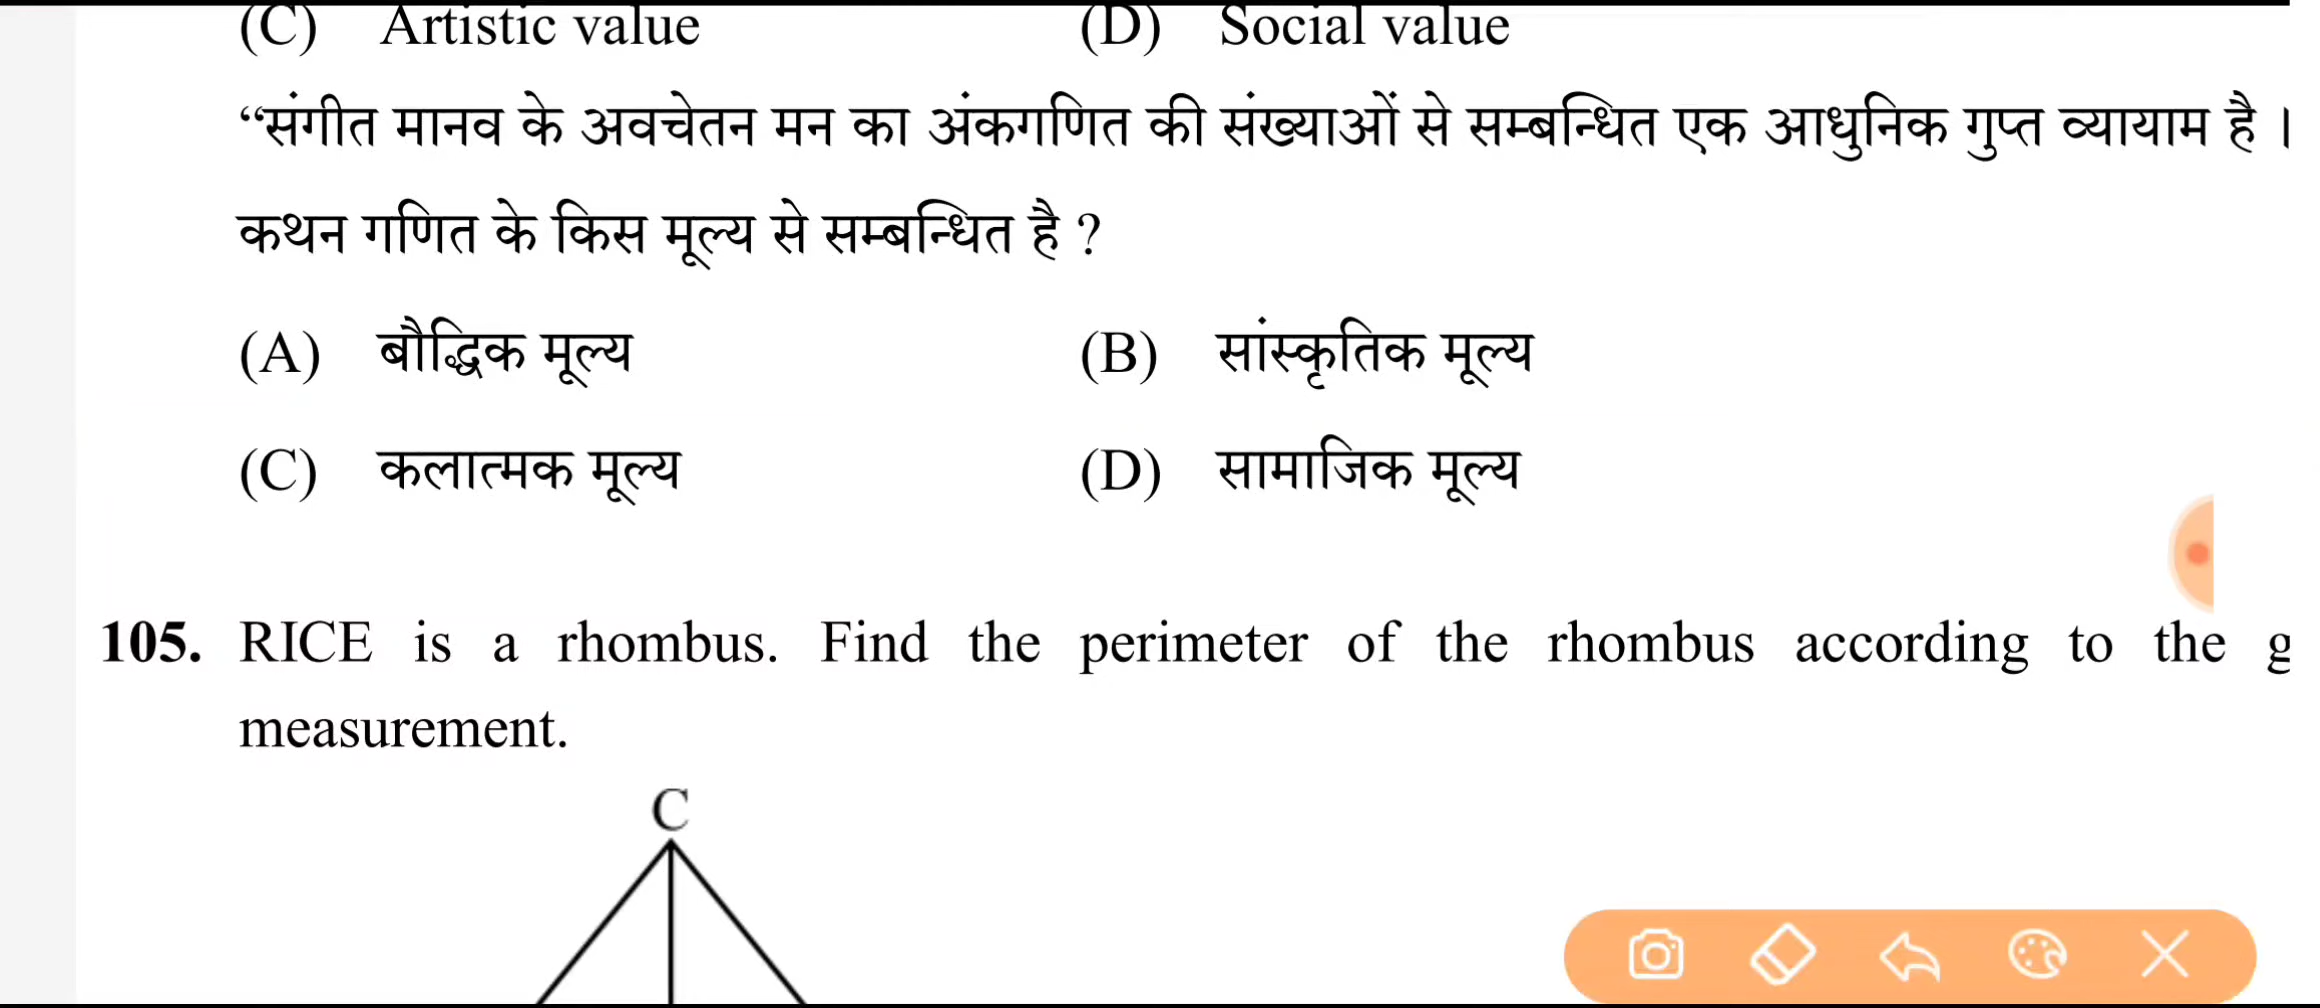 (C) Artistic value (D) Social value
“संगीत मानव के अवचेतन मन का अंकगणित की संख्याओं से सम्बन्धित एक आधुनिक गुप्त व्यायाम है।
कथन गणित के किस मूल्य से सम्बन्धित है ?
(A) बौद्धिक मूल्य (B) सांस्कृतिक मूल्य
(C) कलात्मक मूल्य (D) सामाजिक मूल्य
105. RICE is a rhombus. Find the perimeter of the rhombus according to the g
measurement.
C